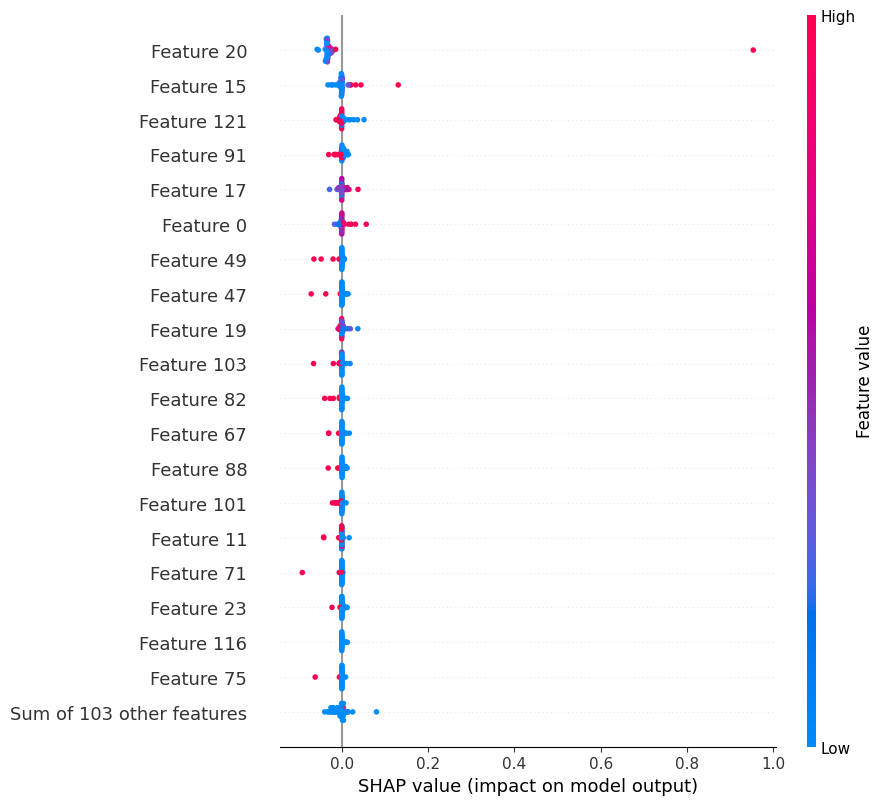 High
Feature 20
Feature 15
Feature 121
Feature 91
Feature 17
Feature 0
Feature 49
Feature 47
Feature 19
Feature 103
Feature 82
Feature 67
Feature 88
Feature 101
Feature 11
Feature 71
Feature 23
Feature 116
Feature 75
Sum of 103 other features
Feature value
Low
0.0 0.2 0.4 0.6 0.8 1.0
SHAP value (impact on model output)